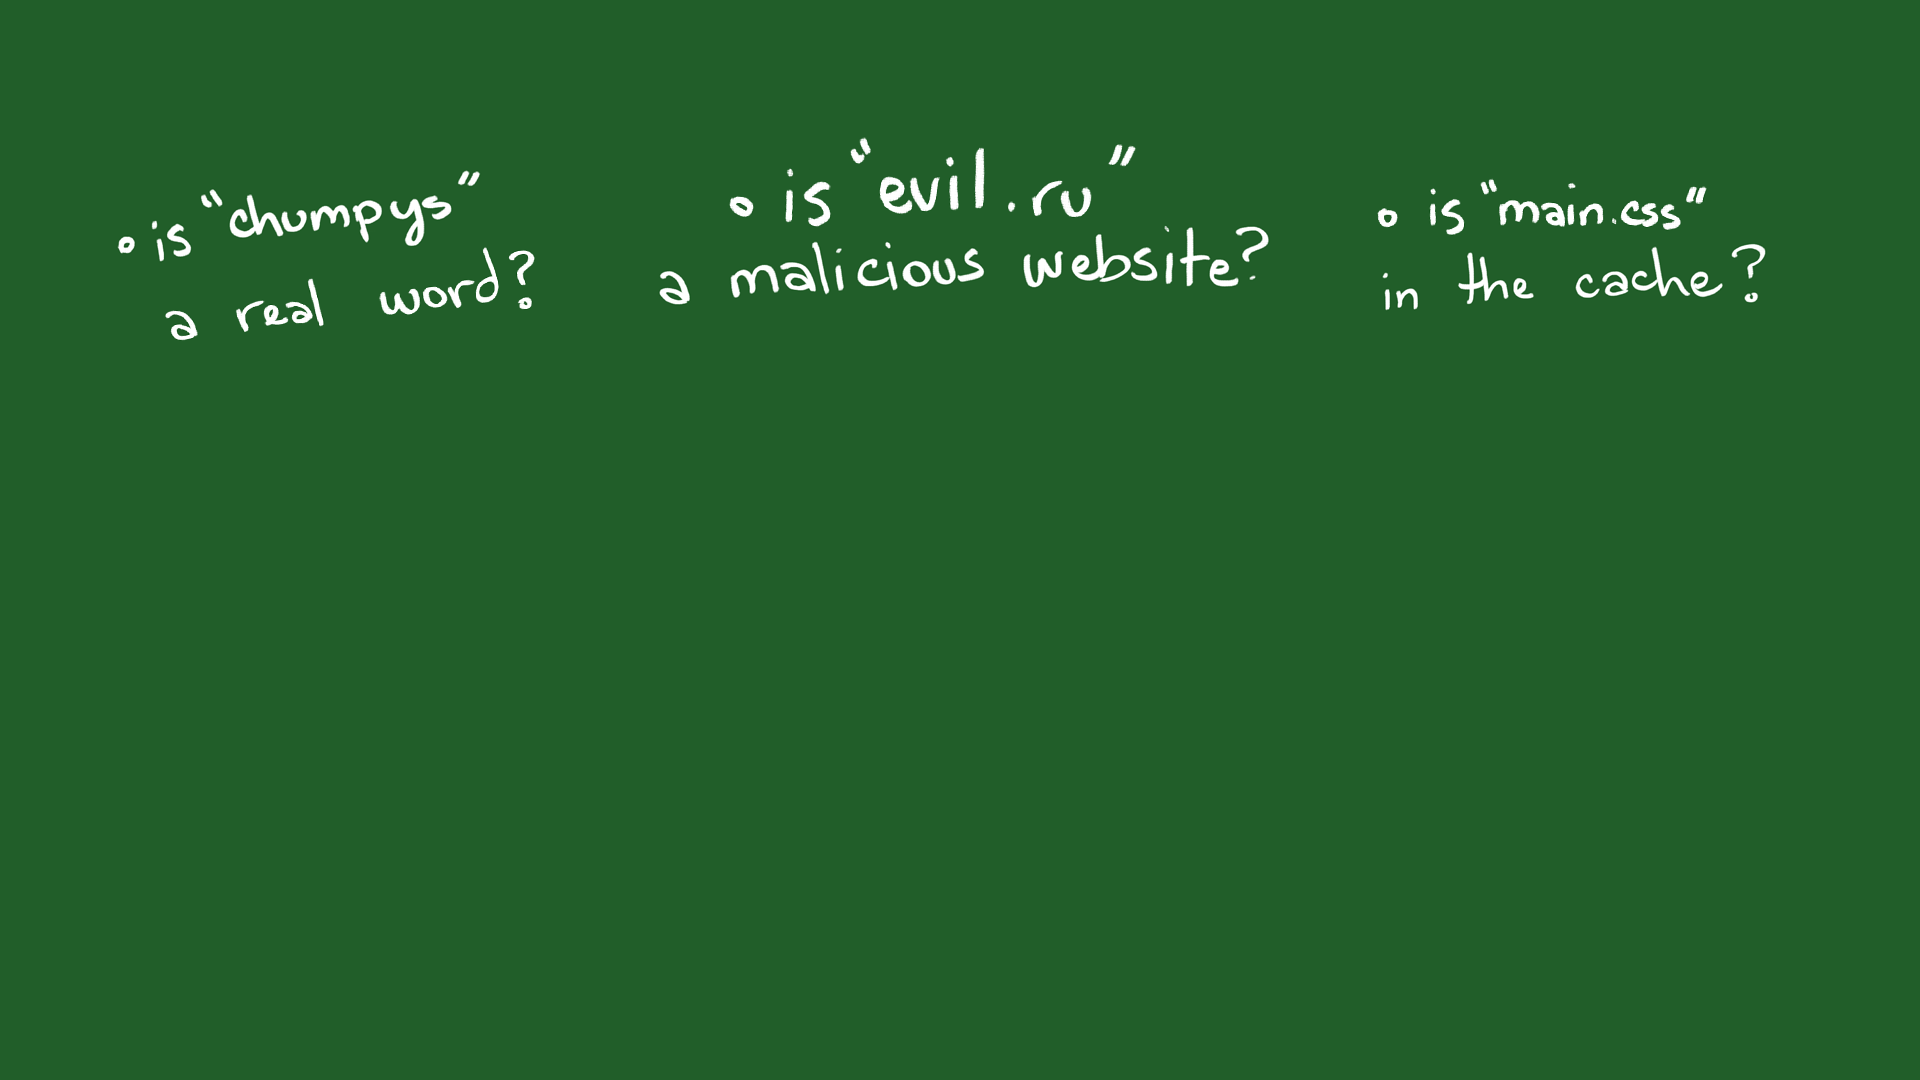 • is "chumpys"
a real word?
• is "evil.ru"
a malicious website?
• is "main.css"
in the cache?